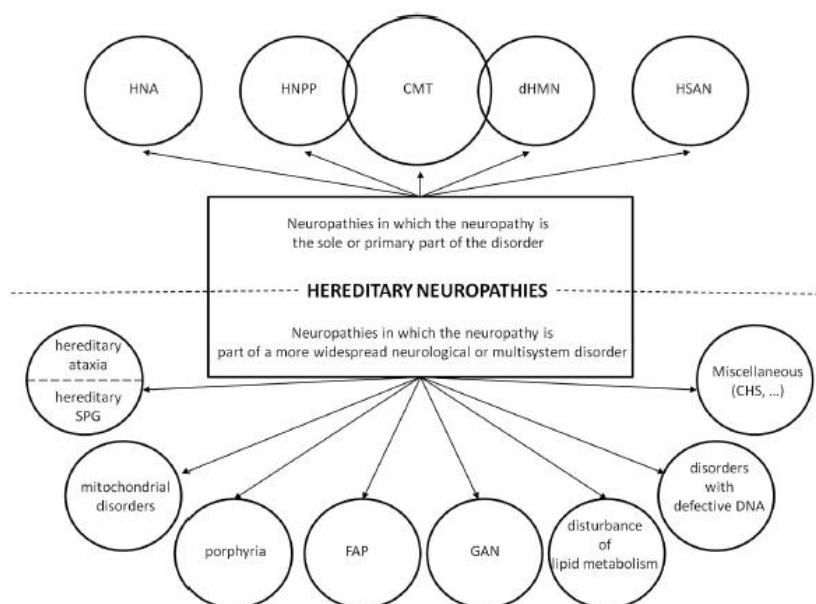 HNA
HNPP
CMT
dHMN
HSAN
Neuropathies in which the neuropathy is
the sole or primary part of the disorder
HEREDITARY NEUROPATHIES
Neuropathies in which the neuropathy is
part of a more widespread neurological or multisystem disorder
hereditary
ataxia
hereditary
SPG
Miscellaneous
(CHS, ...)
mitochondrial
disorders
disorders
with
defective DNA
porphyria
FAP
GAN
disturbance
of
lipid metabolism